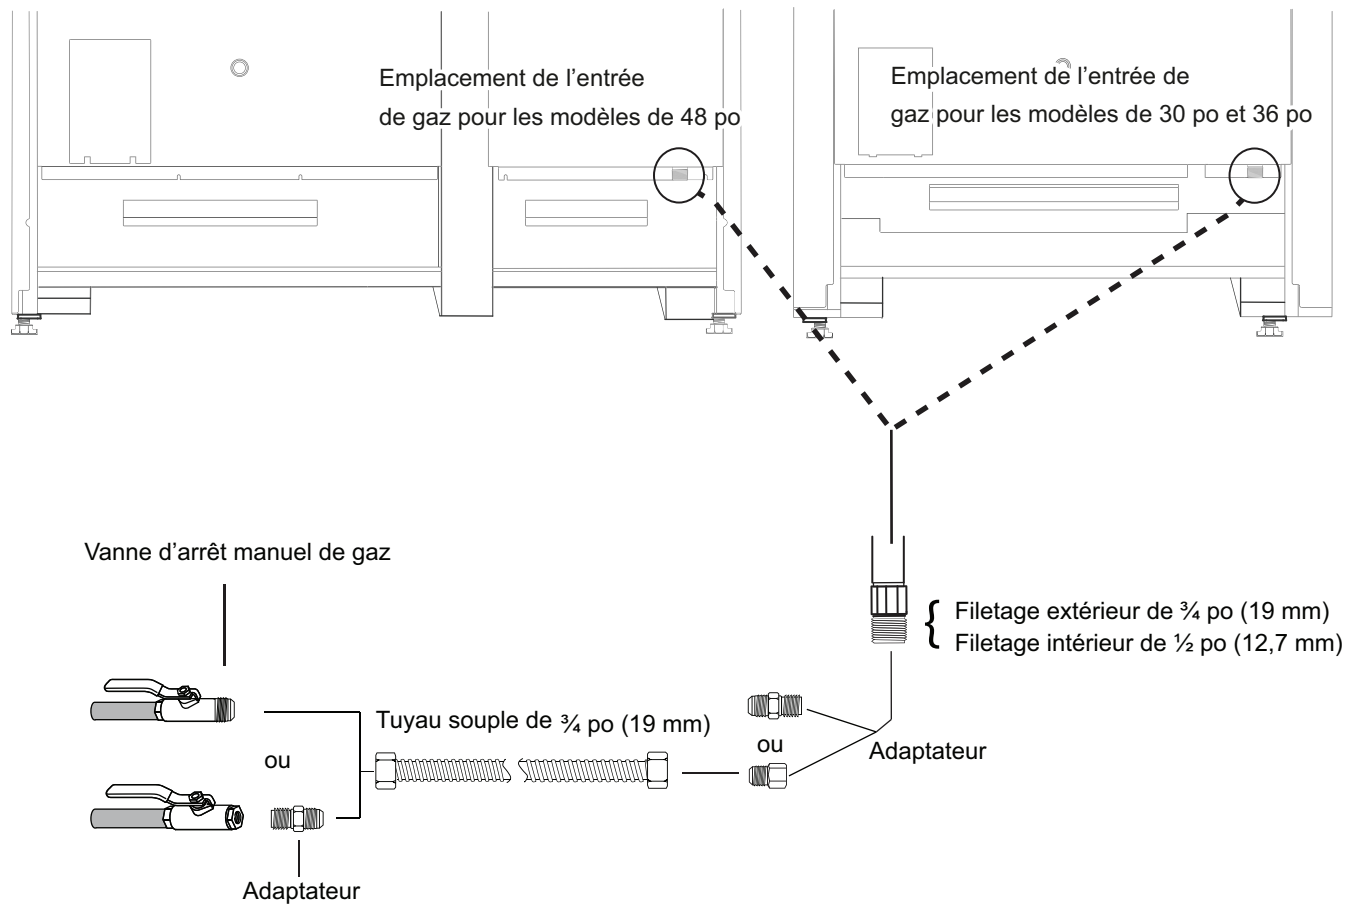 Emplacement de l’entrée
de gaz pour les modèles de 48 po
Emplacement de l’entrée de
gaz pour les modèles de 30 po et 36 po
Vanne d’arrêt manuel de gaz
Filetage extérieur de ¾ po (19 mm)
Filetage intérieur de ½ po (12,7 mm)
Tuyau souple de ¾ po (19 mm)
ou
ou
Adaptateur
Adaptateur